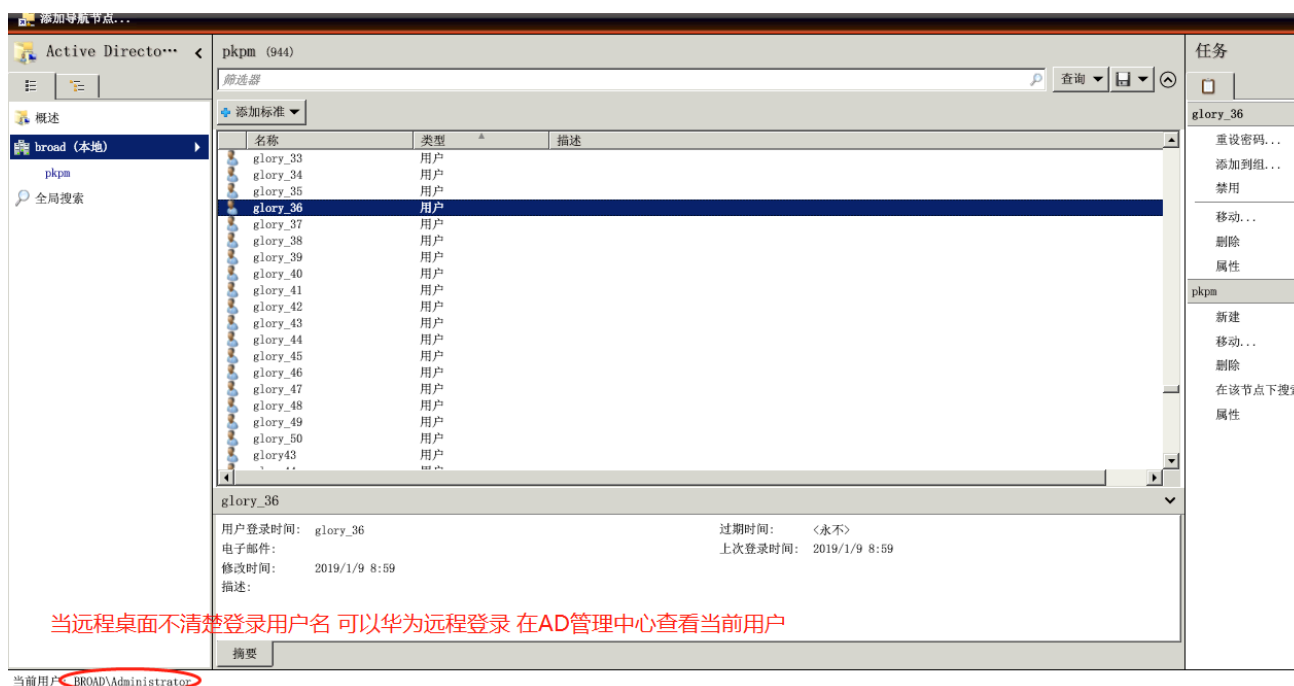 添加导航节点...
Active Directo...
pkpm (944)
任务
筛选器
查询
概述
添加标准
glory_36
broad (本地)
名称 类型 描述
重设密码...
pkpm
glory_33 用户
添加到组...
全局搜索
glory_34 用户
禁用
glory_35 用户
glory_36 用户
移动...
glory_37 用户
删除
glory_38 用户
属性
glory_39 用户
glory_40 用户
pkpm
glory_41 用户
新建
glory_42 用户
移动...
glory_43 用户
删除
glory_44 用户
在该节点下搜
glory_45 用户
属性
glory_46 用户
glory_47 用户
glory_48 用户
glory_49 用户
glory_50 用户
glory43 用户
glory_36
用户登录时间: glory_36 过期时间: <永不>
电子邮件: 上次登录时间: 2019/1/9 8:59
修改时间: 2019/1/9 8:59
描述:
当远程桌面不清楚登录用户名 可以华为远程登录 在AD管理中心查看当前用户
摘要
当前用户: BROAD\Administrator